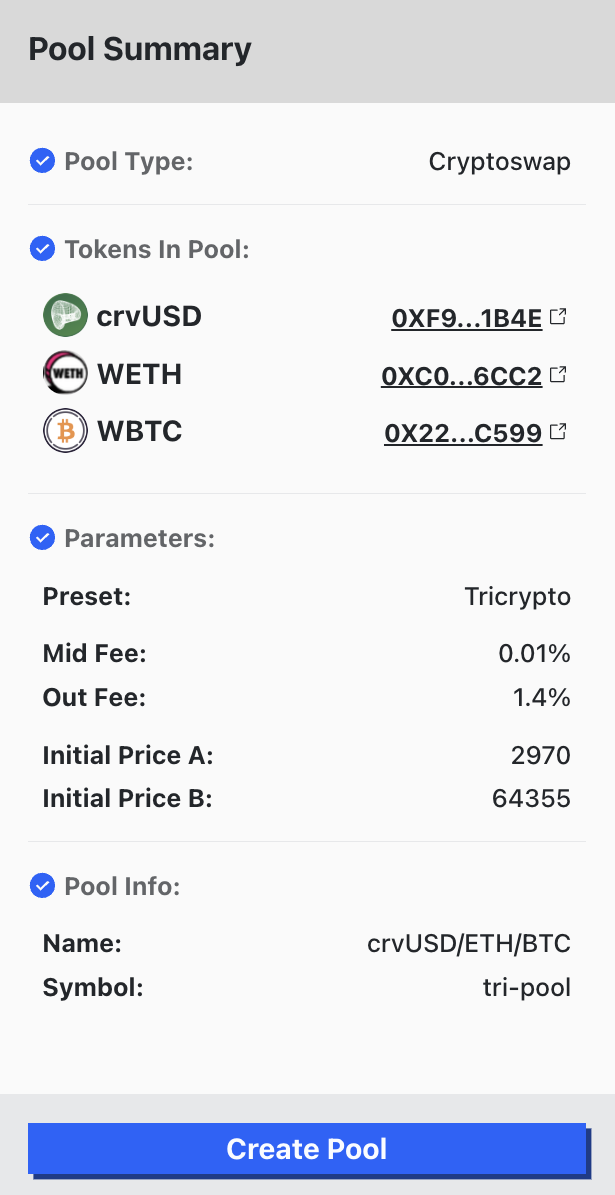 Pool Summary
Pool Type: Cryptoswap
Tokens In Pool:
crvUSD 0XF9...1B4E
WETH WETH 0XC0...6CC2
WBTC 0X22...C599
Parameters:
Preset: Tricrypto
Mid Fee: 0.01%
Out Fee: 1.4%
Initial Price A: 2970
Initial Price B: 64355
Pool Info:
Name: crvUSD/ETH/BTC
Symbol: tri-pool
Create Pool